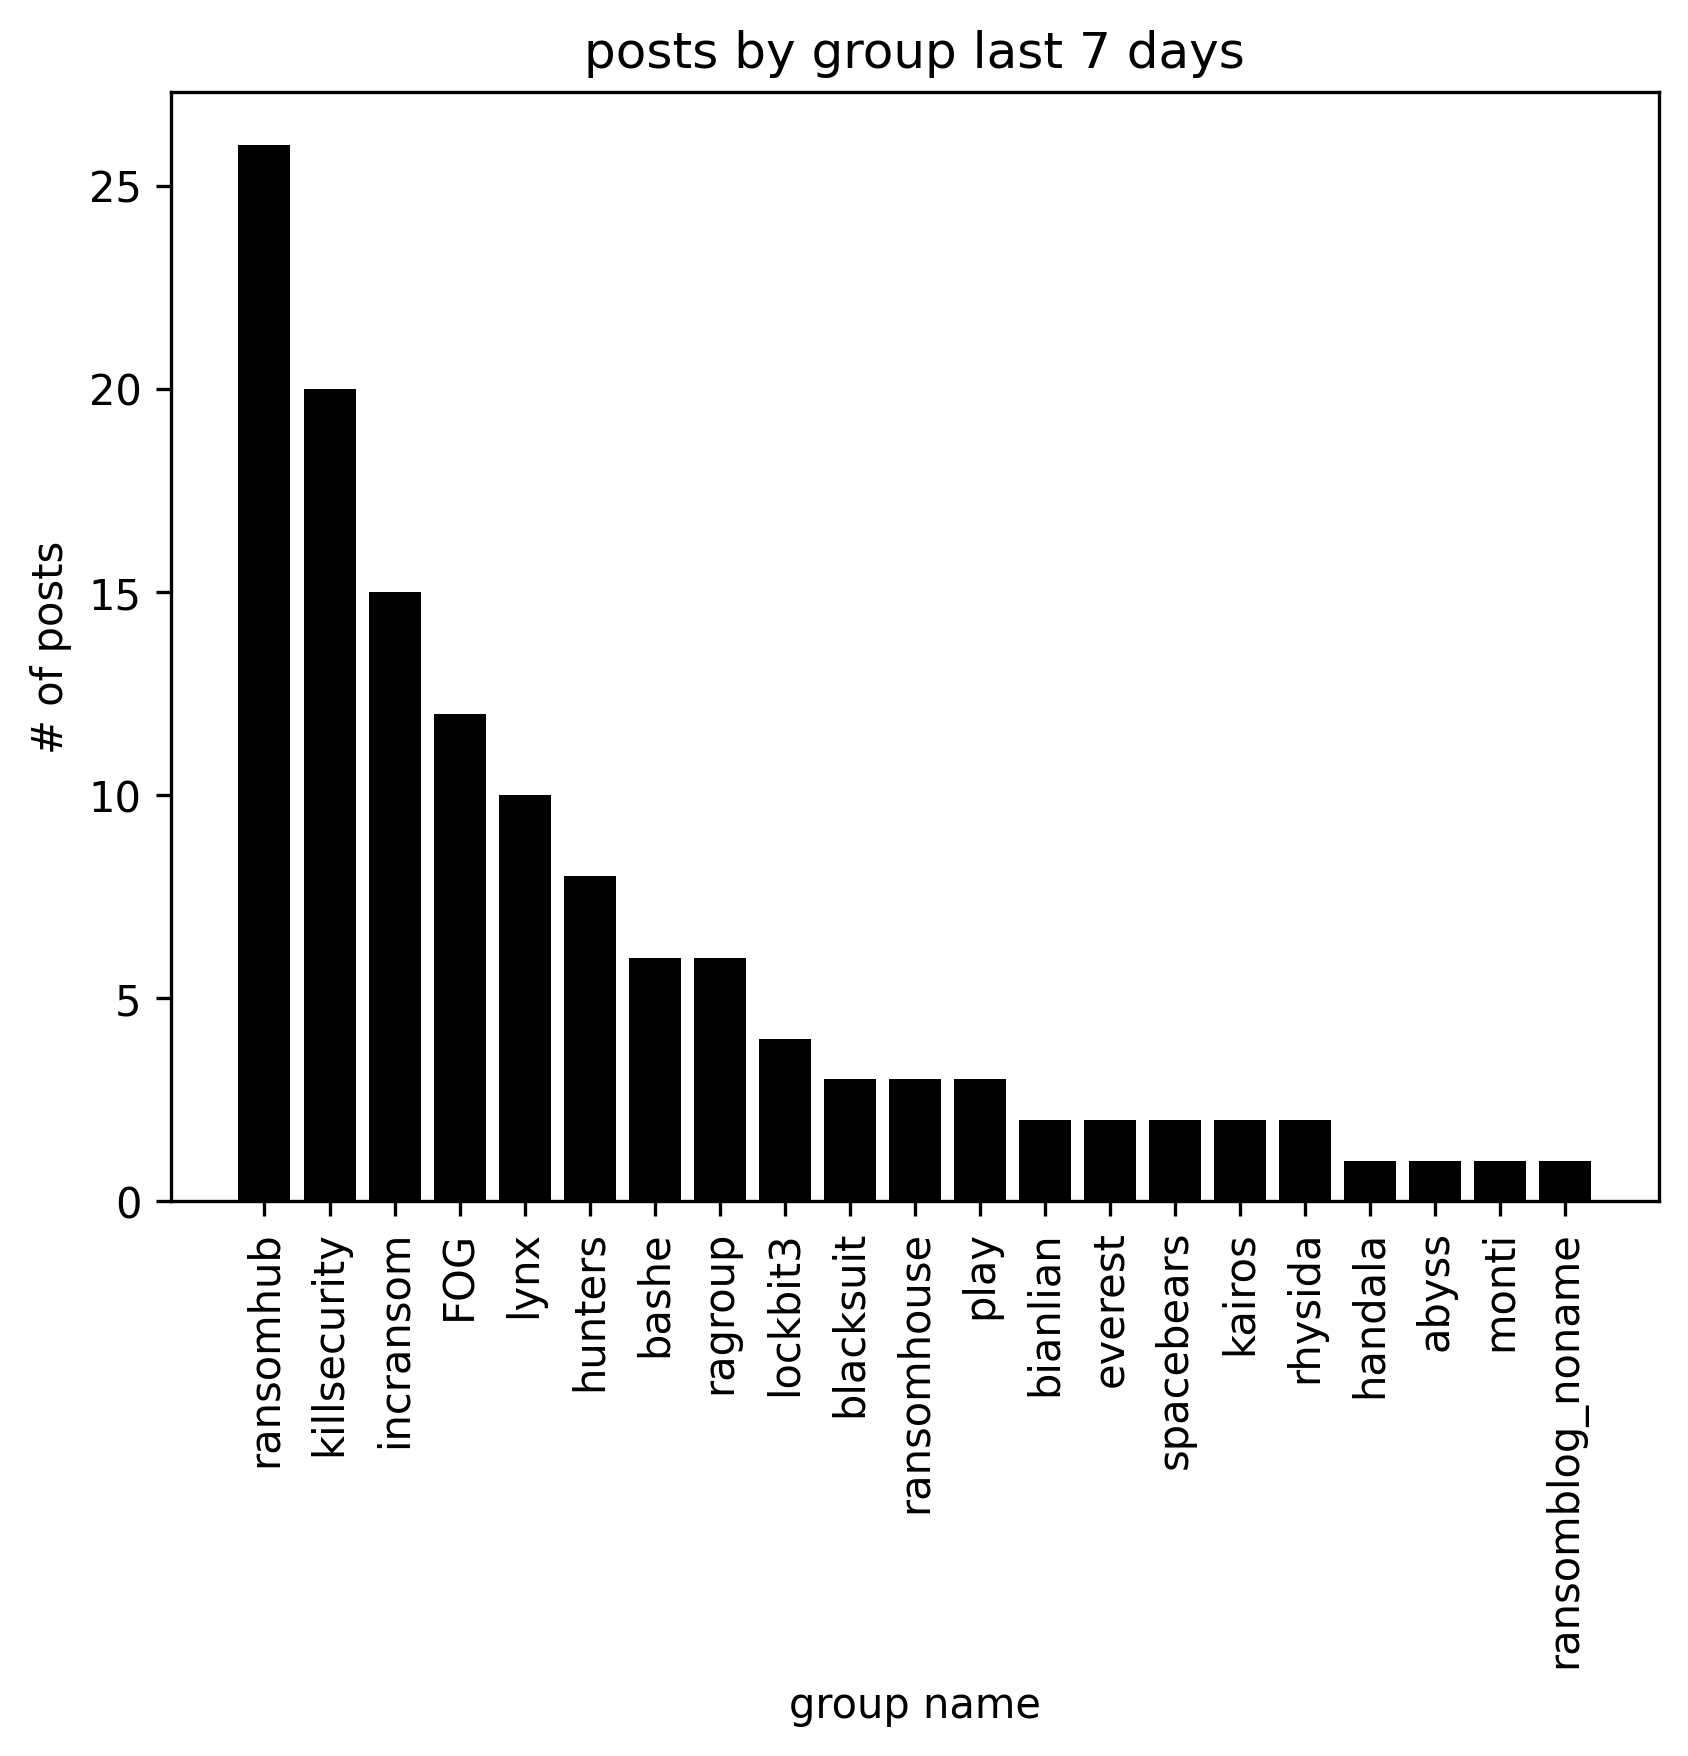 posts by group last 7 days
# of posts
25
20
15
10
5
0
ransomhub
killsecurity
incransom
FOG
lynx
hunters
bashe
ragroup
lockbit3
blacksuit
ransomhouse
play
bianlian
everest
spacebears
kairos
rhysida
handala
abyss
monti
ransomblog_noname
group name